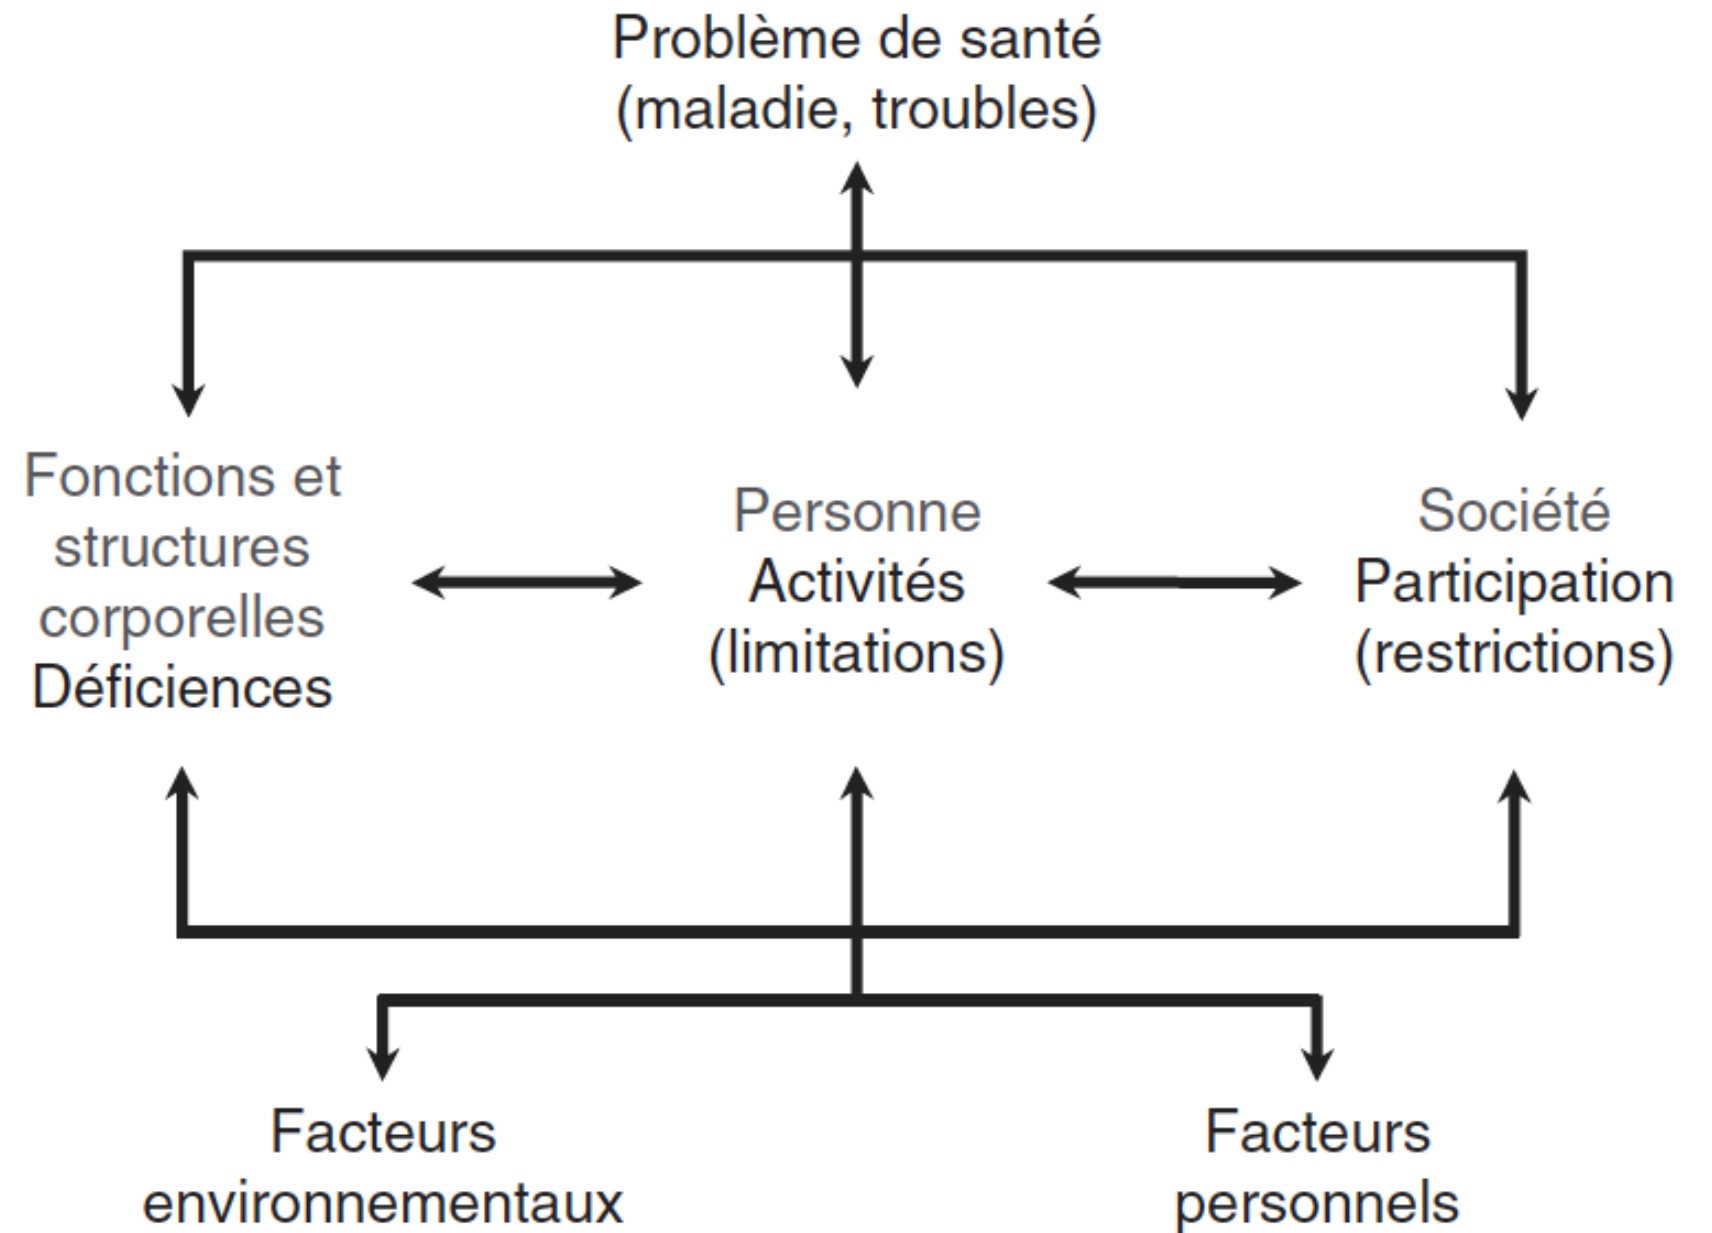 Problème de santé
(maladie, troubles)
Fonctions et
structures
corporelles
Déficiences
Personne
Activités
(limitations)
Société
Participation
(restrictions)
Facteurs
environnementaux
Facteurs
personnels